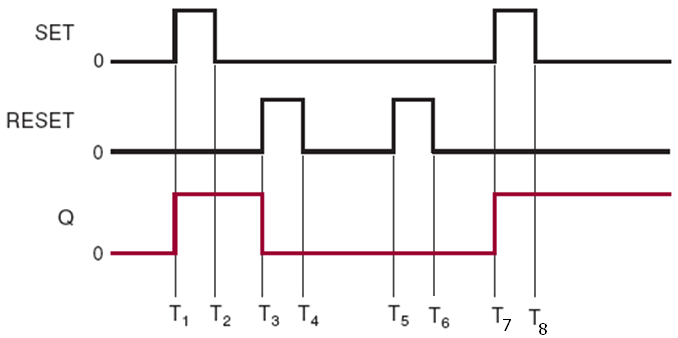 SET
0
RESET
0
Q
0
T₁ T₂ T₃ T₄ T₅ T₆ T₇ T₈